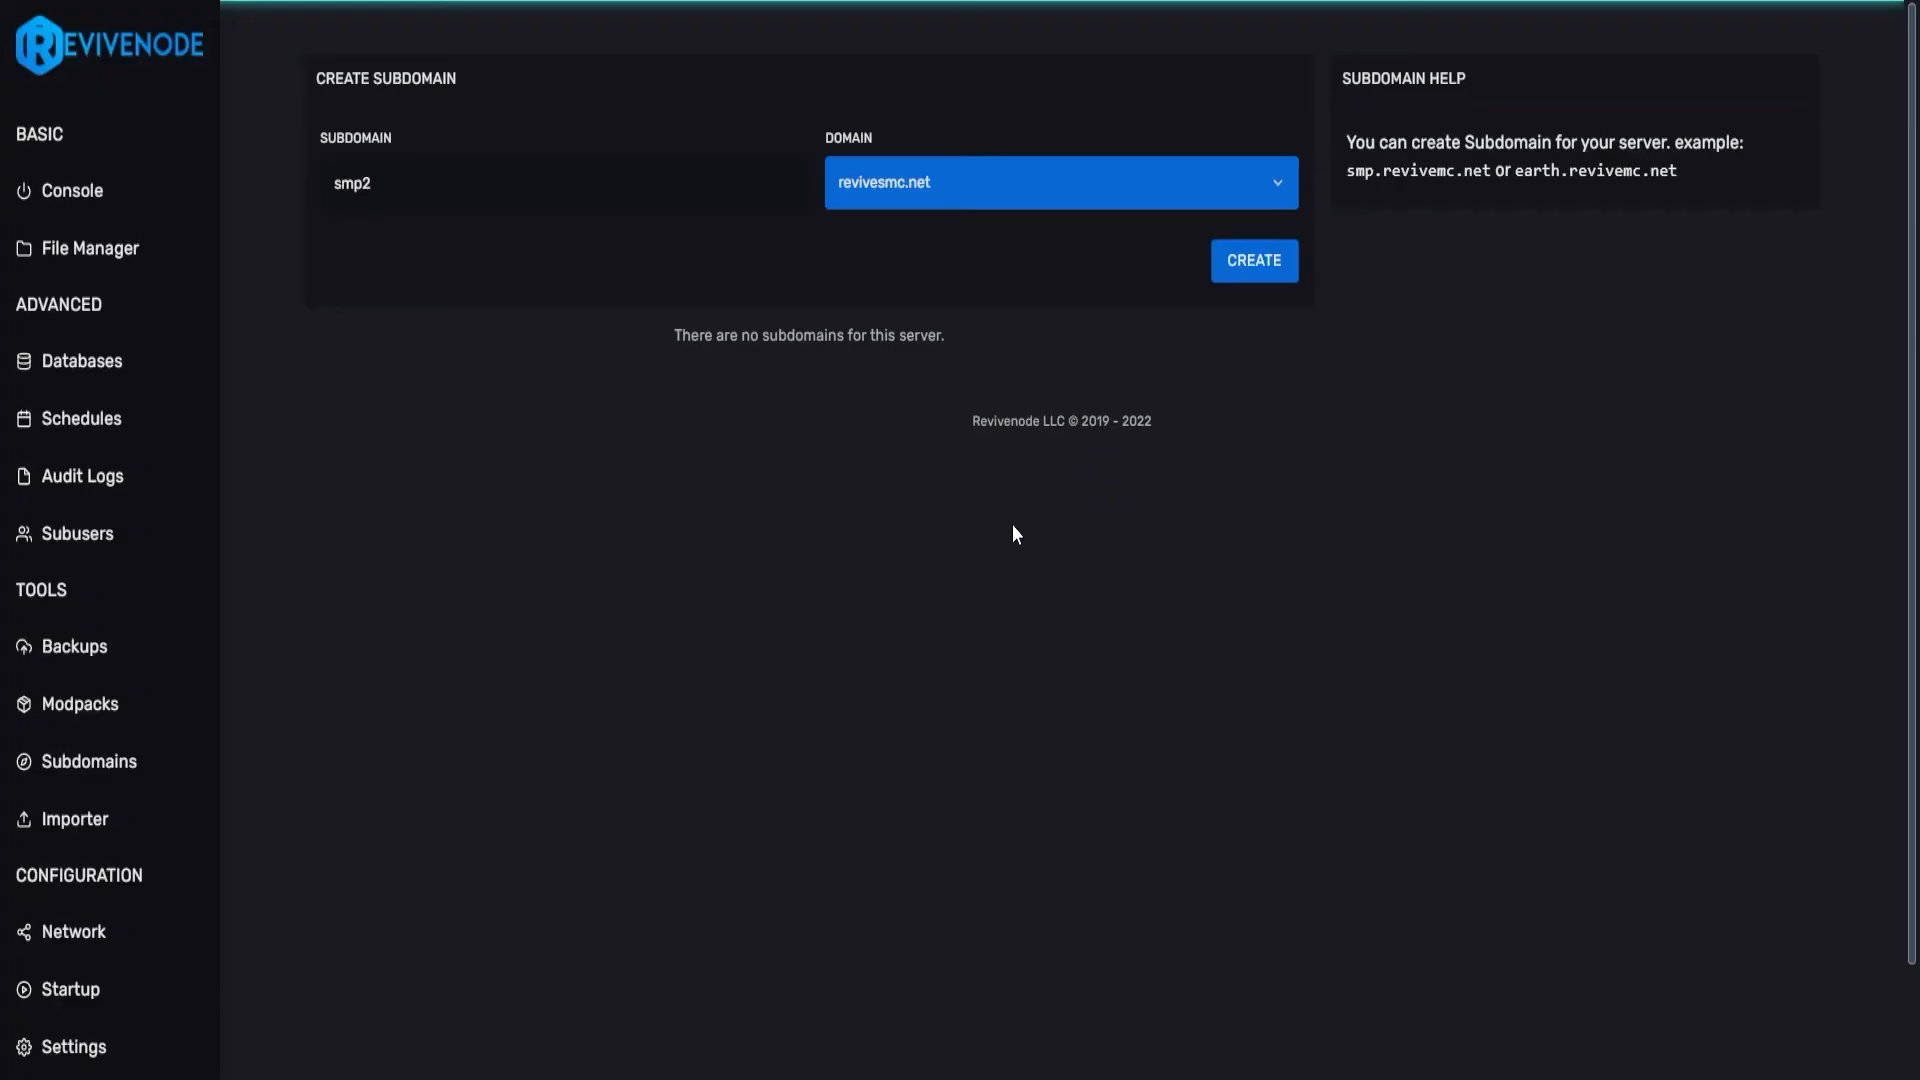 REVIVENODE
BASIC
Console
File Manager
ADVANCED
Databases
Schedules
Audit Logs
Subusers
TOOLS
Backups
Modpacks
Subdomains
Importer
CONFIGURATION
Network
Startup
Settings
CREATE SUBDOMAIN
SUBDOMAIN
smp2
DOMAIN
revivesmc.net
CREATE
There are no subdomains for this server.
Revivenode LLC © 2019 - 2022
SUBDOMAIN HELP
You can create Subdomain for your server. example:
smp.revivemc.net or earth.revivemc.net